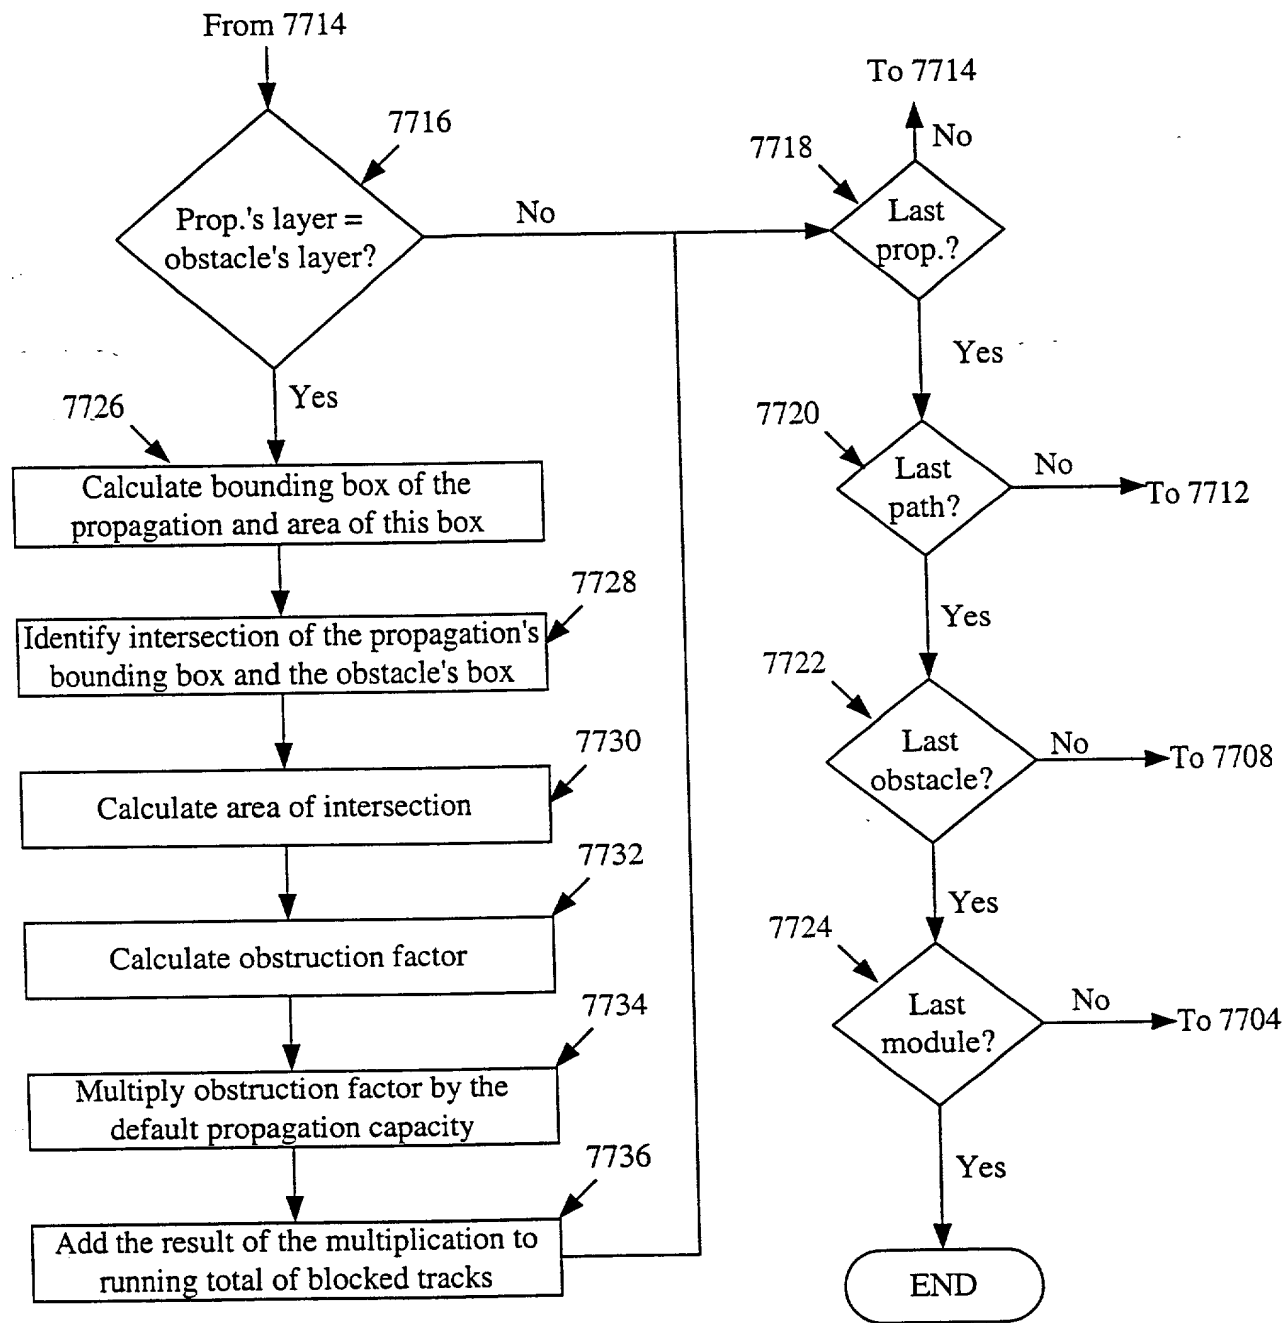 From 7714
7716
Prop.'s layer =
obstacle's layer?
No
Yes
7726
Calculate bounding box of the
propagation and area of this box
7728
Identify intersection of the propagation's
bounding box and the obstacle's box
7730
Calculate area of intersection
7732
Calculate obstruction factor
7734
Multiply obstruction factor by the
default propagation capacity
7736
Add the result of the multiplication to
running total of blocked tracks
To 7714
No
7718
Last
prop.?
Yes
7720
Last
path?
No
To 7712
Yes
7722
Last
obstacle?
No
To 7708
Yes
7724
Last
module?
No
To 7704
Yes
END